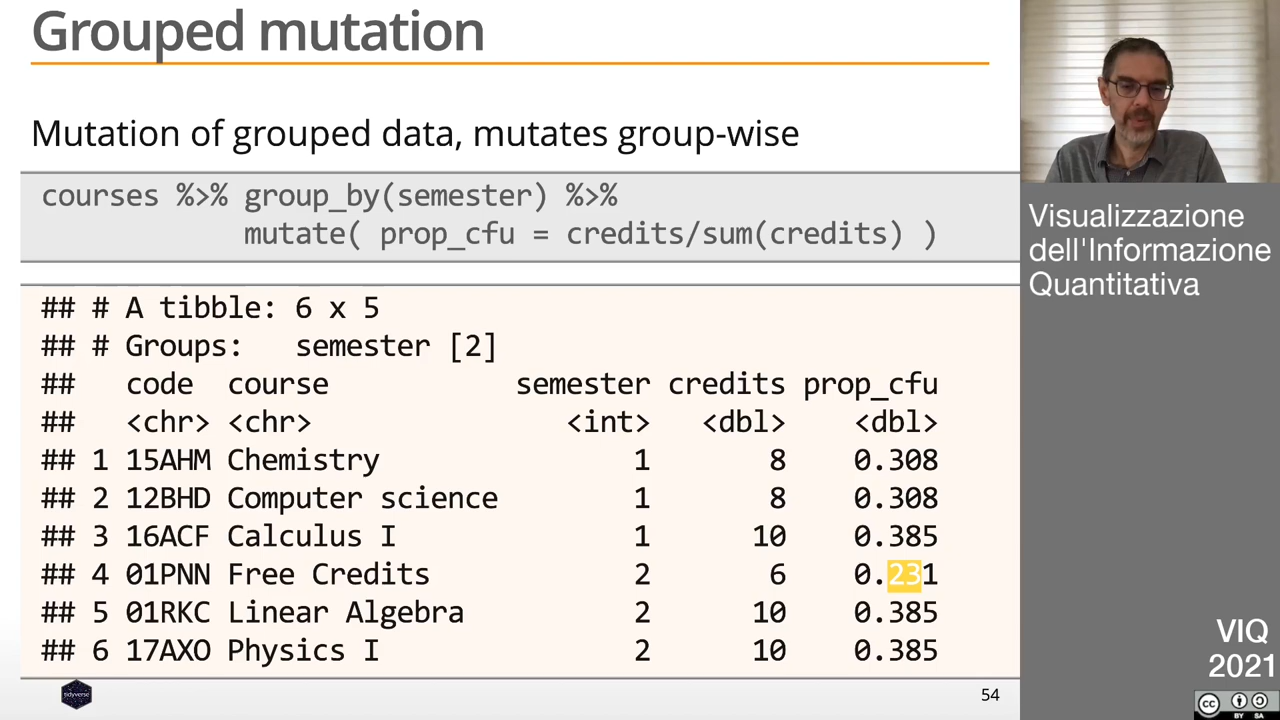 Grouped mutation
Mutation of grouped data, mutates group-wise
courses %>% group_by(semester) %>%
mutate( prop_cfu = credits/sum(credits) )
## # A tibble: 6 x 5
## # Groups:   semester [2]
##   code  course           semester credits prop_cfu
##   <chr> <chr>               <int>   <dbl>    <dbl>
## 1 15AHM Chemistry               1       8    0.308
## 2 12BHD Computer science        1       8    0.308
## 3 16ACF Calculus I              1      10    0.385
## 4 01PNN Free Credits            2       6    0.231
## 5 01RKC Linear Algebra          2      10    0.385
## 6 17AXO Physics I               2      10    0.385
tidyverse
54
Visualizzazione
dell'Informazione
Quantitativa
VIQ
2021
cc
BY SA